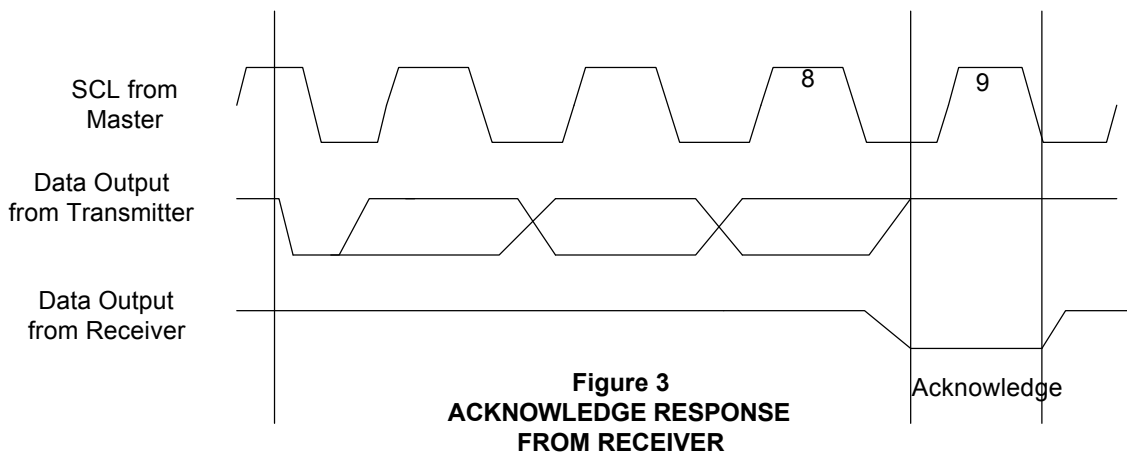 SCL from
Master
8
9
Data Output
from Transmitter
Data Output
from Receiver
Figure 3
ACKNOWLEDGE RESPONSE
FROM RECEIVER
Acknowledge